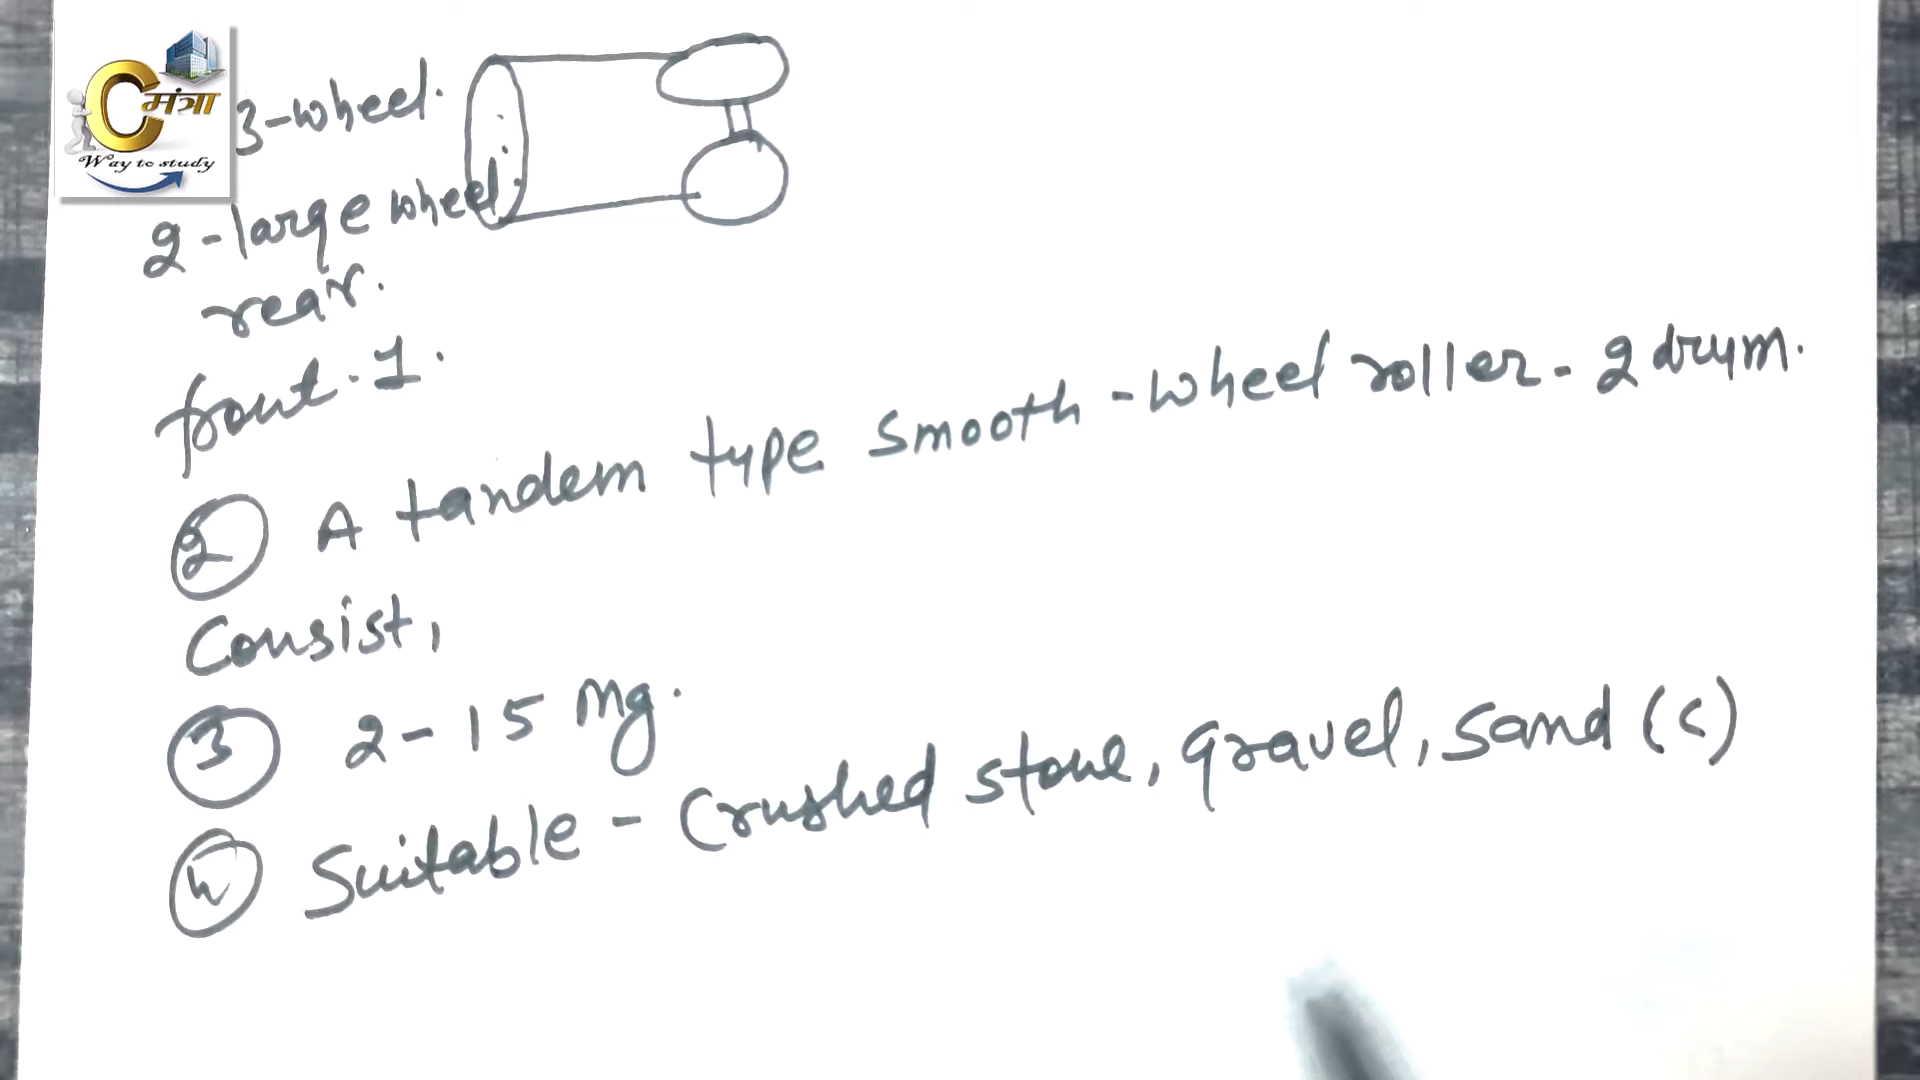 C मंत्रा
Way to study
3-wheel.
2-large wheel.
rear.
front. 1.
2 A tandem type smooth-wheel roller - 2 drum.
Consist,
3 2-15 Mg.
4 Suitable - Crushed stone, gravel, sand (c)